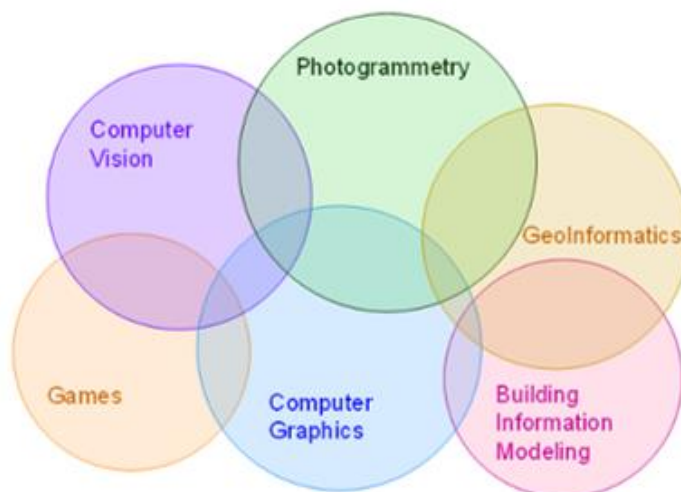 Photogrammetry
Computer
Vision
GeoInformatics
Games
Computer
Graphics
Building
Information
Modeling